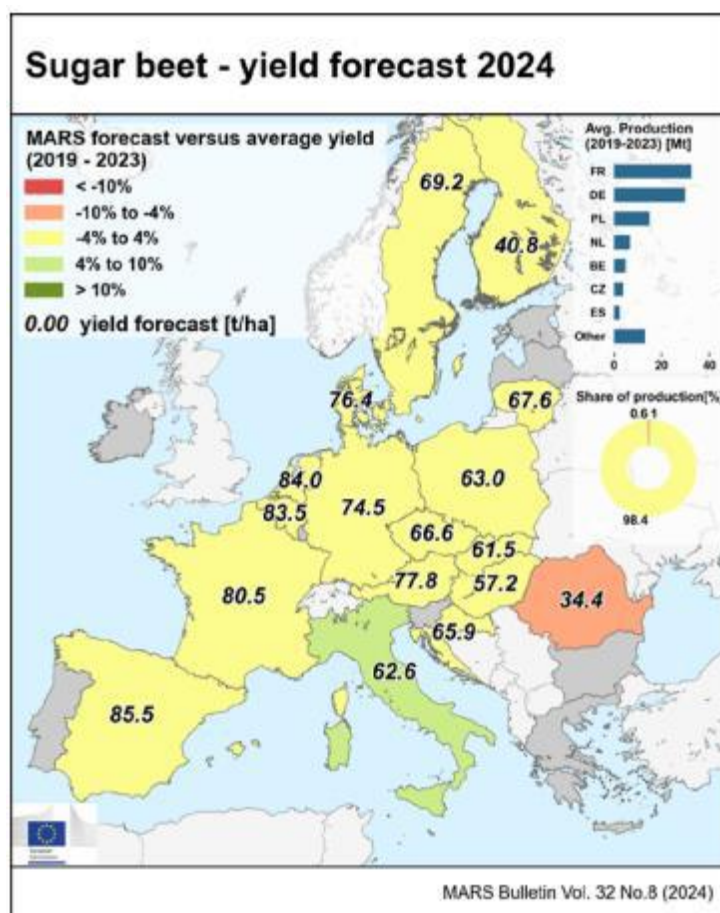 Sugar beet - yield forecast 2024
MARS forecast versus average yield
(2019 - 2023)
< -10%
-10% to -4%
-4% to 4%
4% to 10%
> 10%
0.00 yield forecast [t/ha]
Avg. Production
(2019-2023) [Mt]
FR
DE
PL
NL
BE
CZ
ES
Other
0 20 40
Share of production[%]
0.6 1
98.4
69.2
40.8
76.4
67.6
84.0
83.5
74.5
63.0
66.6
61.5
77.8
57.2
80.5
65.9
34.4
62.6
85.5
MARS Bulletin Vol. 32 No.8 (2024)